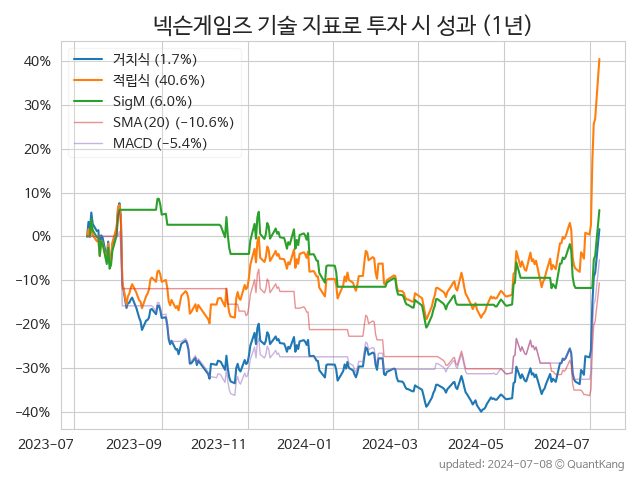 넥슨게임즈 기술 지표로 투자 시 성과 (1년)
거치식 (1.7%)
적립식 (40.6%)
SigM (6.0%)
SMA(20) (−10.6%)
MACD (−5.4%)
40%
30%
20%
10%
0%
−10%
−20%
−30%
−40%
2023-07 2023-09 2023-11 2024-01 2024-03 2024-05 2024-07
updated: 2024-07-08 © QuantKang